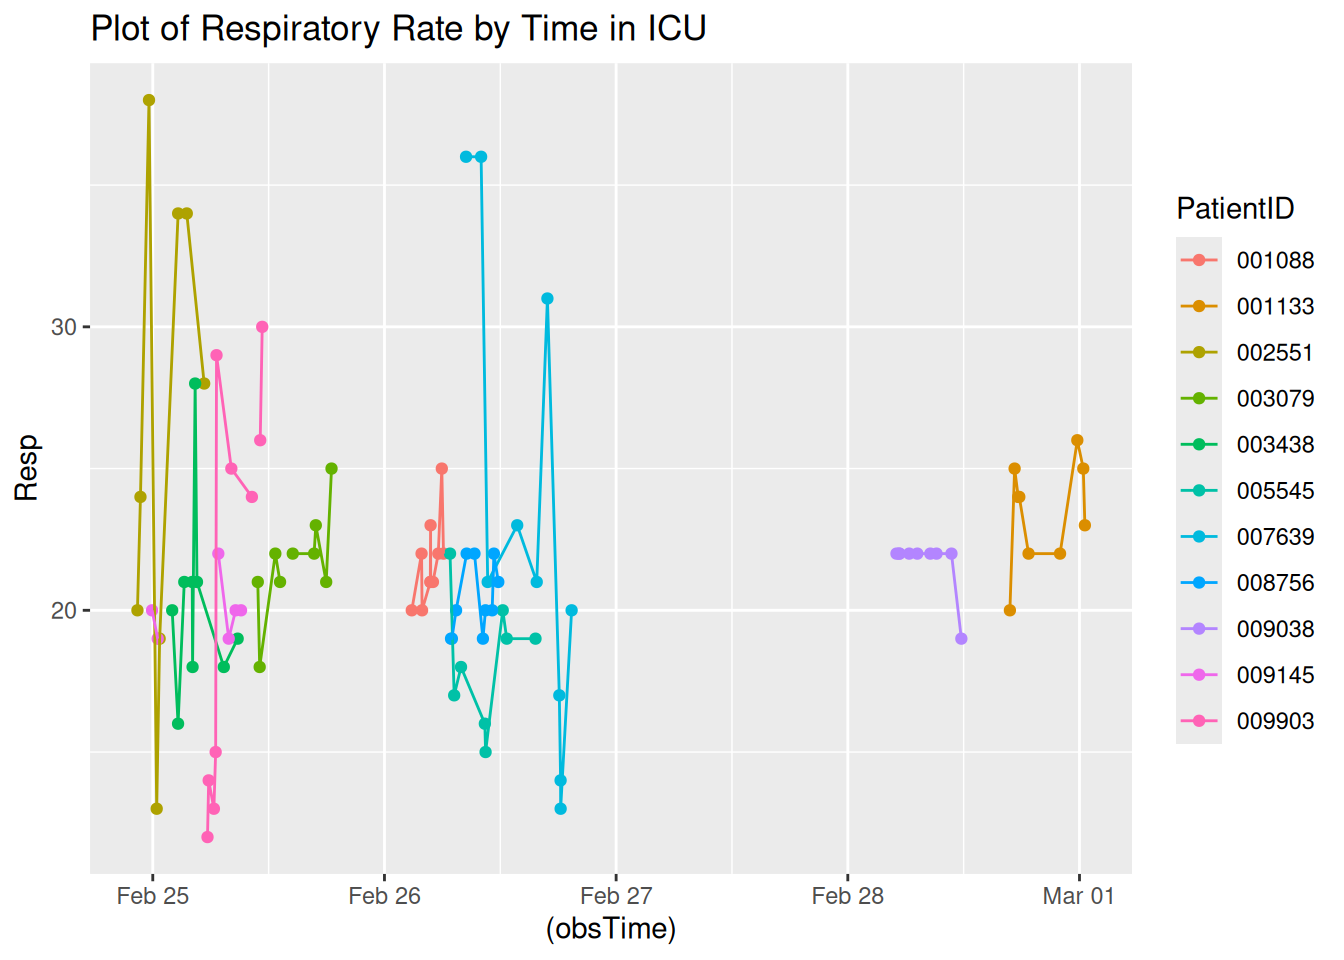 Plot of Respiratory Rate by Time in ICU
Resp
30
20
Feb 25
Feb 26
Feb 27
Feb 28
Mar 01
(obsTime)
PatientID
001088
001133
002551
003079
003438
005545
007639
008756
009038
009145
009903